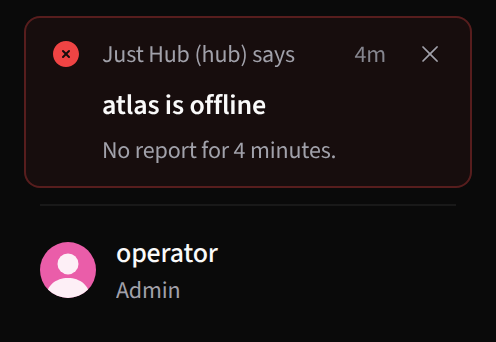 Just Hub (hub) says 4m
atlas is offline
No report for 4 minutes.
operator
Admin